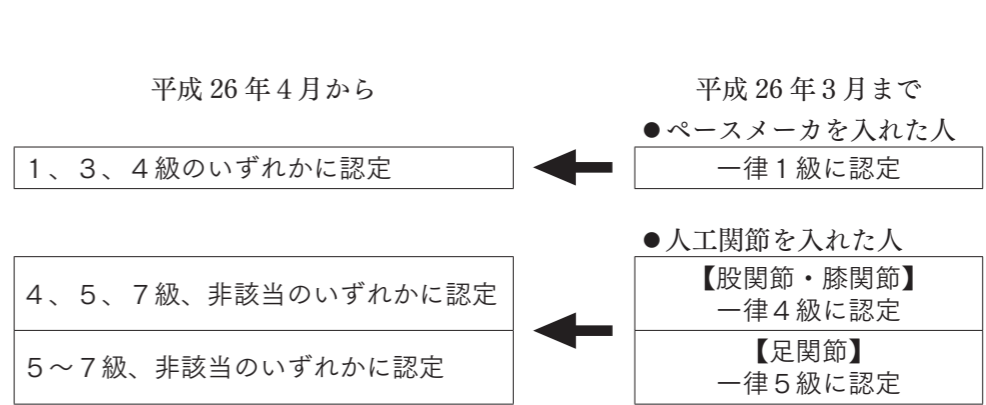 平成 26 年４月から
平成 26 年３月まで
●ペースメーカを入れた人
１、３、４級のいずれかに認定
一律１級に認定
●人工関節を入れた人
４、５、７級、非該当のいずれかに認定
【股関節・膝関節】
一律４級に認定
５～７級、非該当のいずれかに認定
【足関節】
一律５級に認定